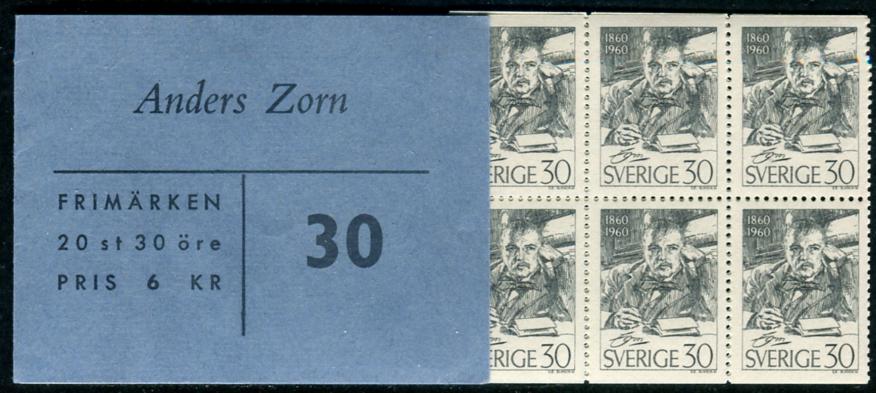 Anders Zorn
FRIMÄRKEN
20 st 30 öre
PRIS 6 KR
30
1860
1960
1860
1960
SVERIGE 30
SVERIGE 30
SVERIGE 30
1860
1960
1860
1960
SVERIGE 30
SVERIGE 30
SVERIGE 30